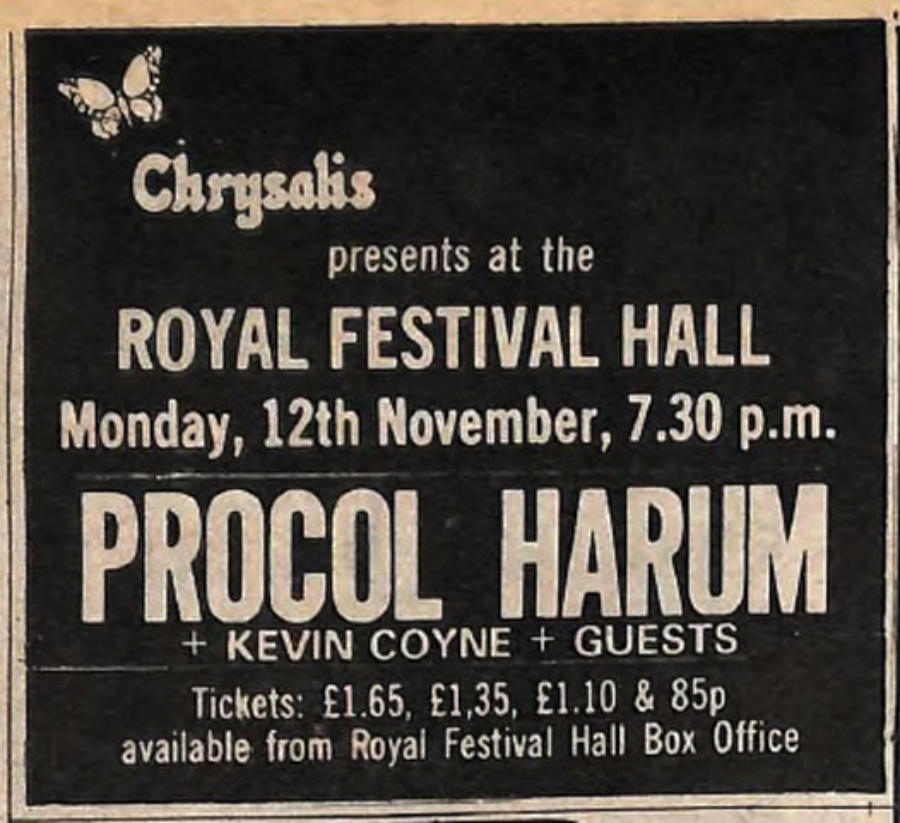 Chrysalis
presents at the
ROYAL FESTIVAL HALL
Monday, 12th November, 7.30 p.m.
PROCOL HARUM
+ KEVIN COYNE + GUESTS
Tickets: £1.65, £1,35, £1.10 & 85p
available from Royal Festival Hall Box Office